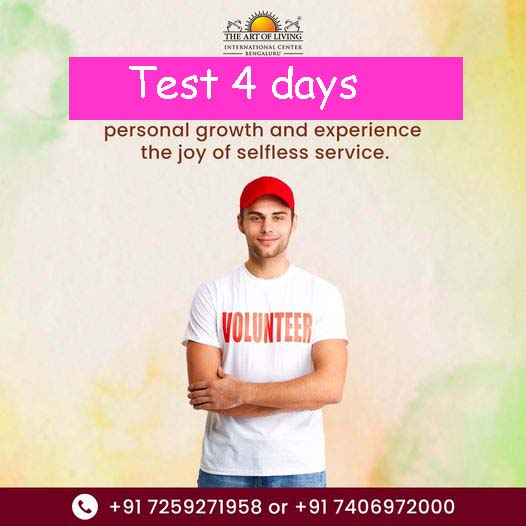 THE ART OF LIVING
INTERNATIONAL CENTER
BENGALURU
Test 4 days
personal growth and experience
the joy of selfless service.
VOLUNTEER
+91 7259271958 or +91 7406972000